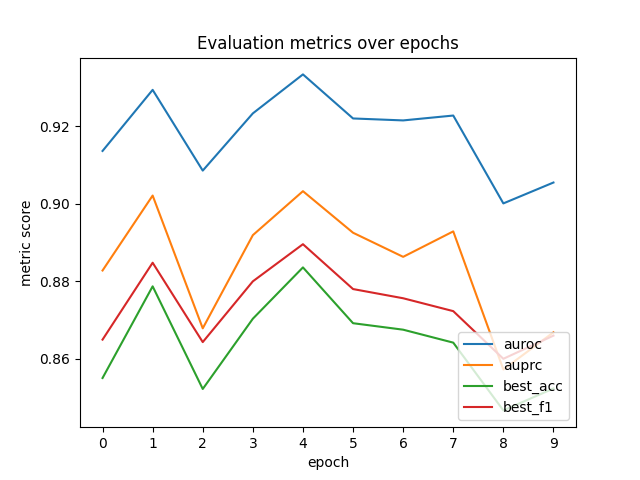 Evaluation metrics over epochs
metric score
0.92
0.90
0.88
0.86
auroc
auprc
best_acc
best_f1
0 1 2 3 4 5 6 7 8 9
epoch